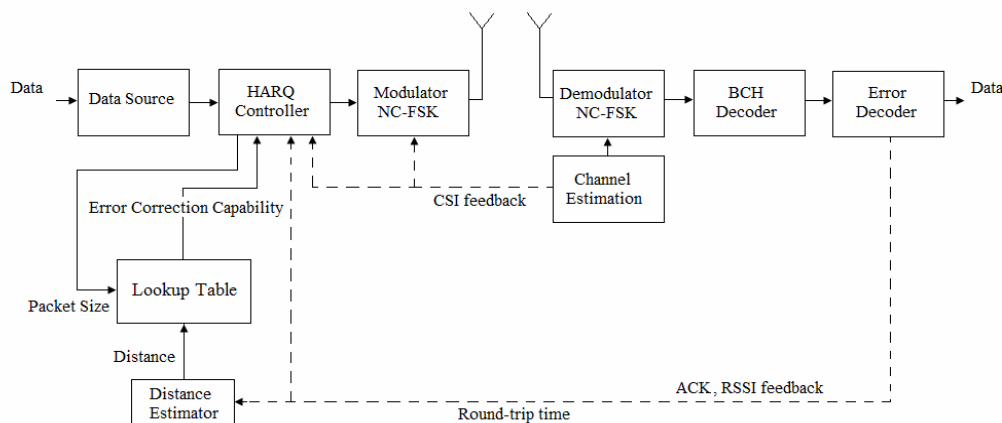 Data
Data Source
HARQ
Controller
Modulator
NC-FSK
Demodulator
NC-FSK
BCH
Decoder
Error
Decoder
Data
Channel
Estimation
CSI feedback
Error Correction Capability
Lookup Table
Packet Size
Distance
Distance
Estimator
ACK, RSSI feedback
Round-trip time